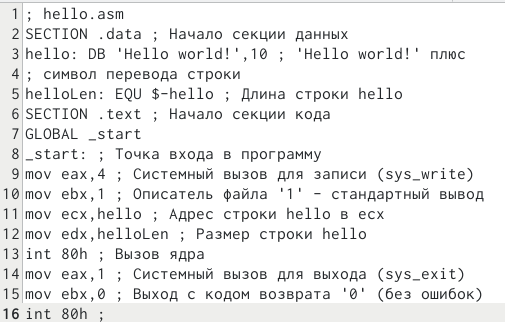 1 ; hello.asm
2 SECTION .data ; Начало секции данных
3 hello: DB 'Hello world!',10 ; 'Hello world!' плюс
4 ; символ перевода строки
5 helloLen: EQU $-hello ; Длина строки hello
6 SECTION .text ; Начало секции кода
7 GLOBAL _start
8 _start: ; Точка входа в программу
9 mov eax,4 ; Системный вызов для записи (sys_write)
10 mov ebx,1 ; Описатель файла '1' - стандартный вывод
11 mov ecx,hello ; Адрес строки hello в ecx
12 mov edx,helloLen ; Размер строки hello
13 int 80h ; Вызов ядра
14 mov eax,1 ; Системный вызов для выхода (sys_exit)
15 mov ebx,0 ; Выход с кодом возврата '0' (без ошибок)
16 int 80h ;